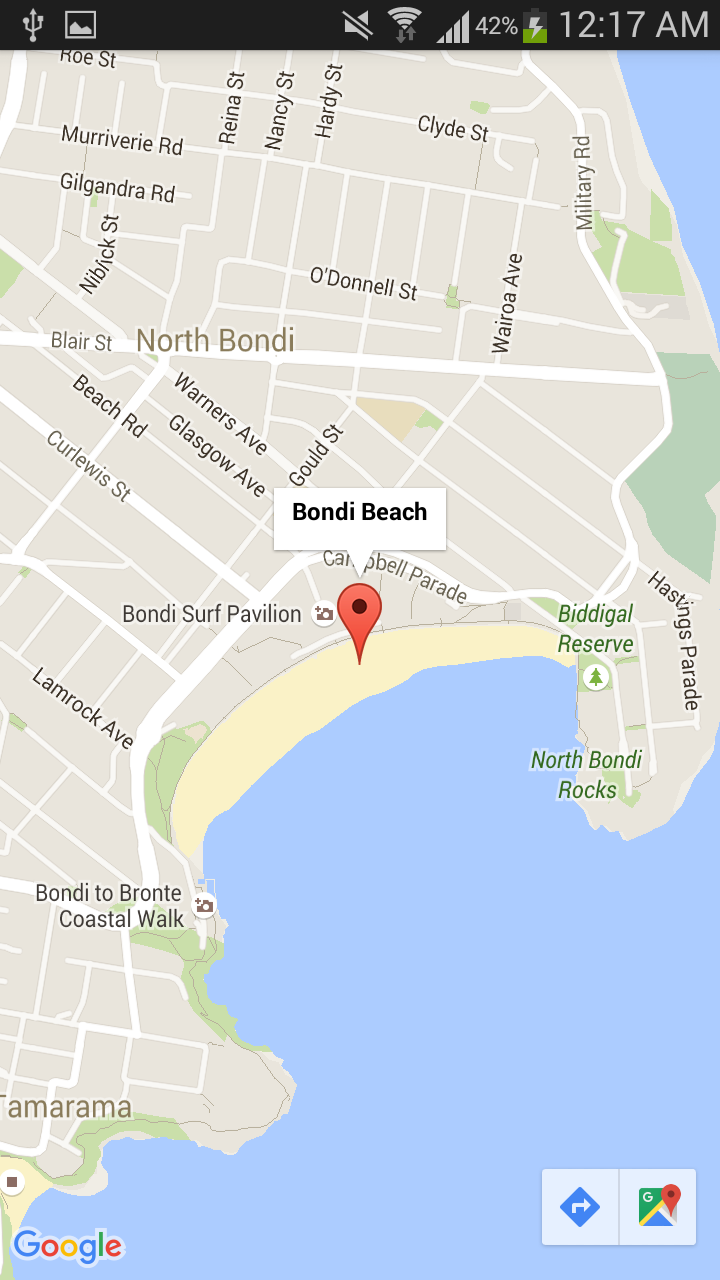 42% 12:17 AM
Roe St
Reina St
Nancy St
Hardy St
Clyde St
Murriverie Rd
Military Rd
Gilgandra Rd
Niblick St
O'Donnell St
Wairoa Ave
Blair St
North Bondi
Beach Rd
Warners Ave
Glasgow Ave
Gould St
Curlewis St
Bondi Beach
Campbell Parade
Hastings Parade
Bondi Surf Pavilion
Biddigal
Reserve
Lamrock Ave
North Bondi
Rocks
Bondi to Bronte
Coastal Walk
Tamarama
G
Google